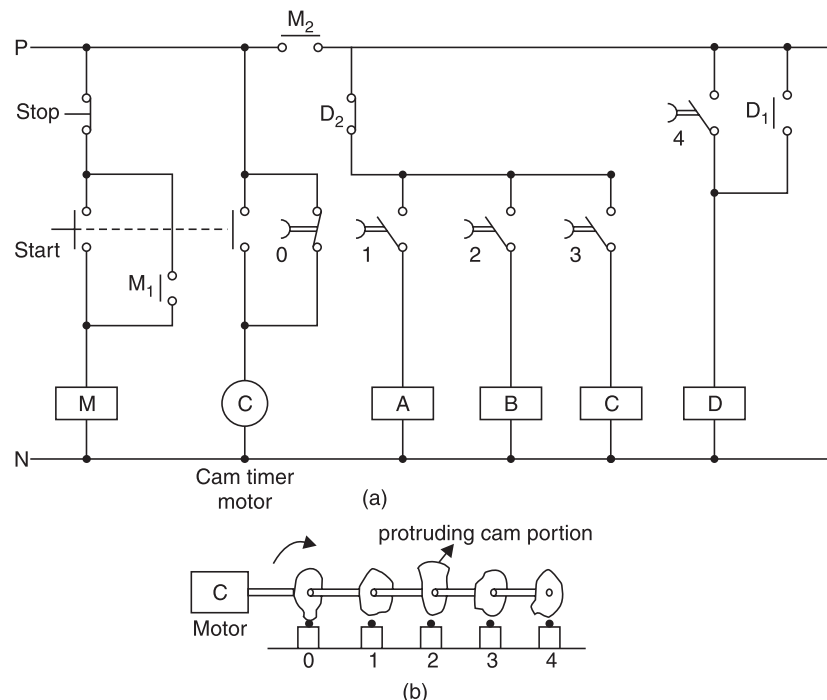 M2
P
Stop
D2
4
D1
Start
0
1
2
3
M1
M
C
A
B
C
D
N
Cam timer
motor
(a)
protruding cam portion
C
Motor
0 1 2 3 4
(b)